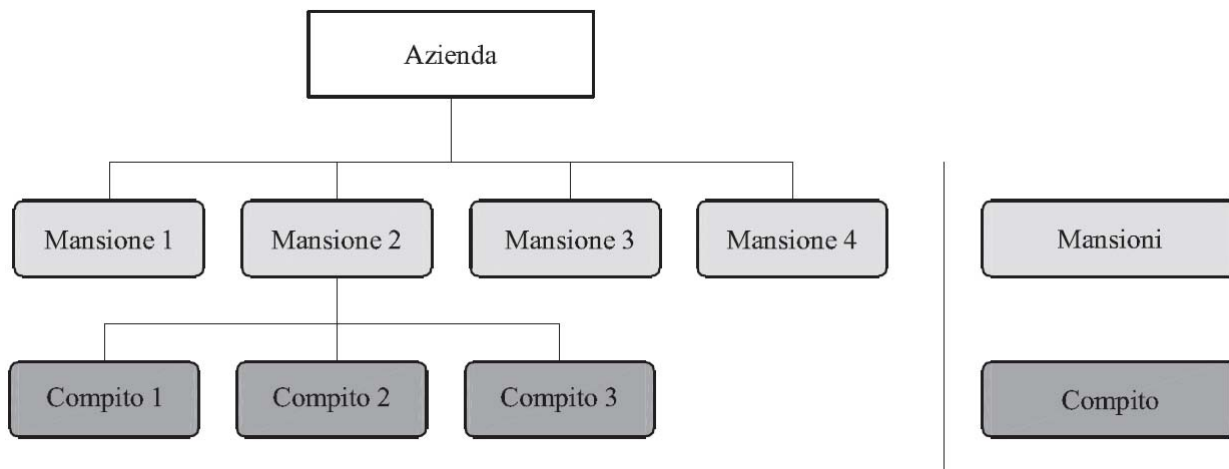 Azienda
Mansione 1
Mansione 2
Mansione 3
Mansione 4
Mansioni
Compito 1
Compito 2
Compito 3
Compito